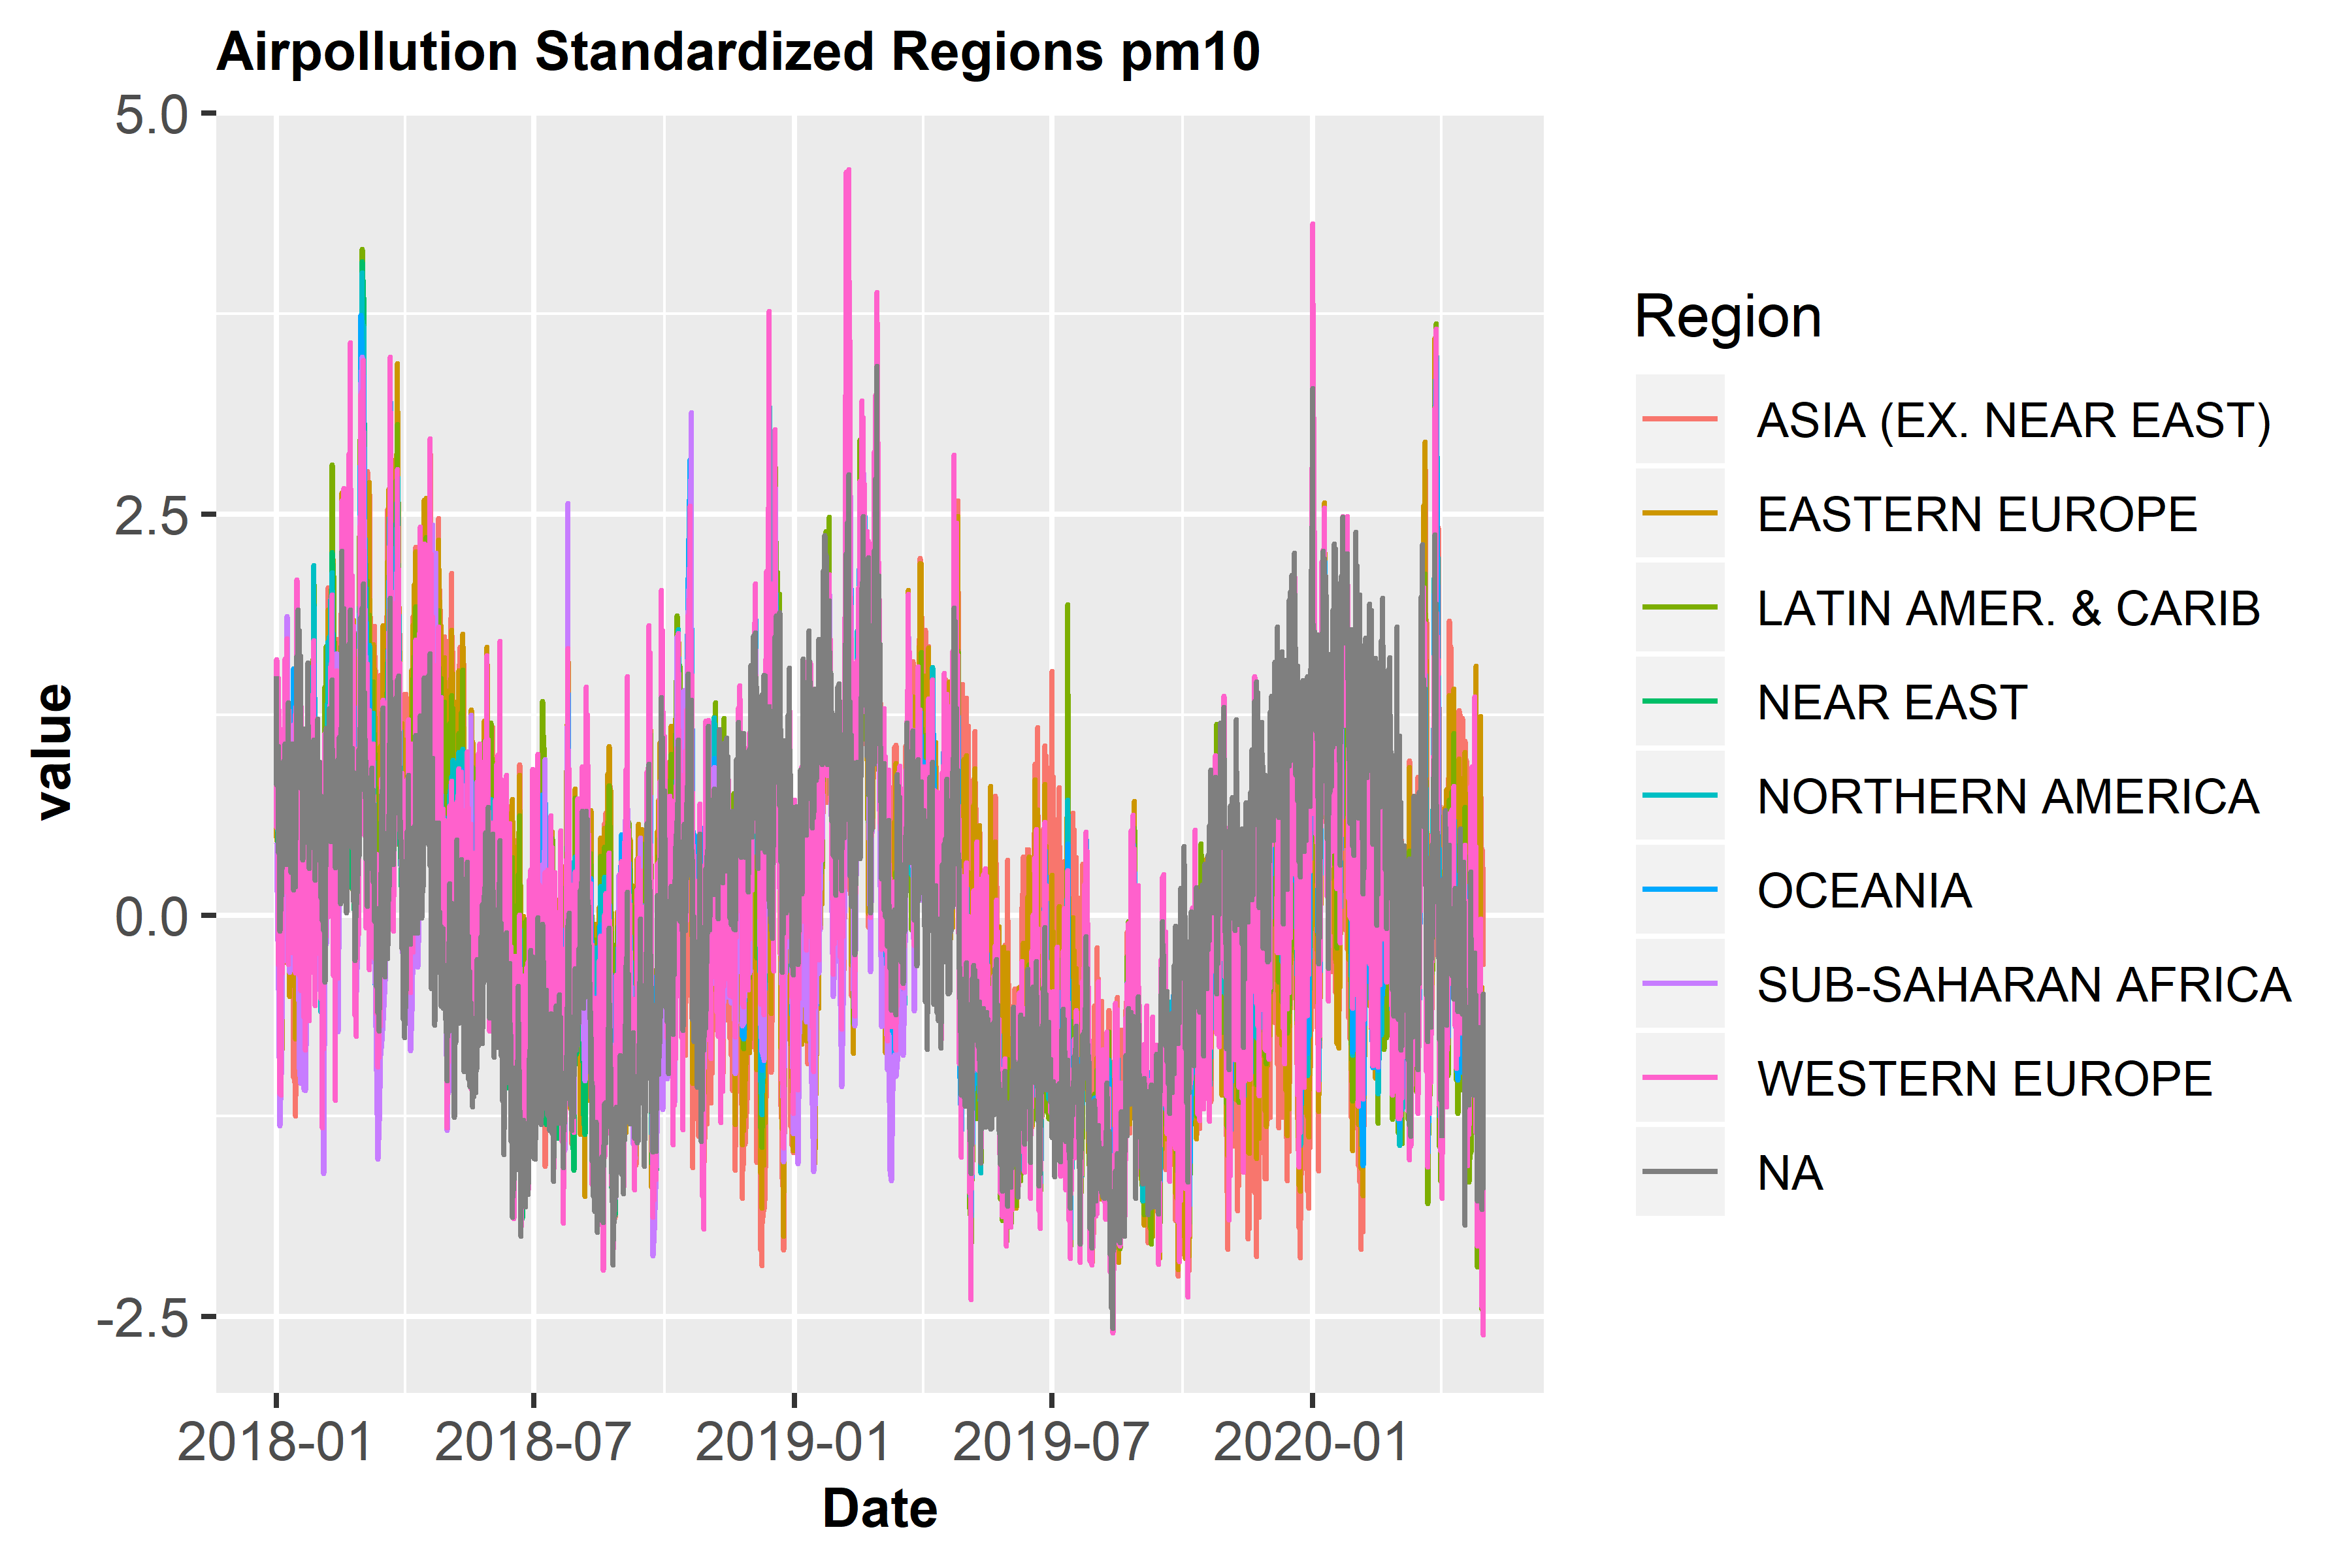 Airpollution Standardized Regions pm10
5.0
2.5
0.0
-2.5
value
2018-01 2018-07 2019-01 2019-07 2020-01
Date
Region
ASIA (EX. NEAR EAST)
EASTERN EUROPE
LATIN AMER. & CARIB
NEAR EAST
NORTHERN AMERICA
OCEANIA
SUB-SAHARAN AFRICA
WESTERN EUROPE
NA